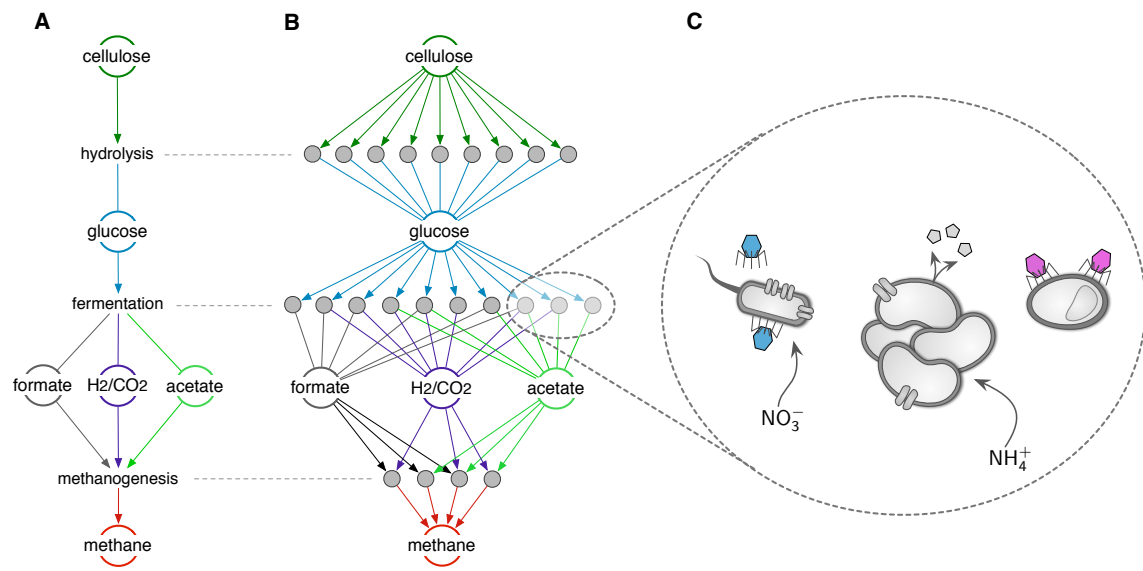 A
cellulose
hydrolysis
glucose
fermentation
formate
H2/CO2
acetate
methanogenesis
methane
B
cellulose
glucose
formate
H2/CO2
acetate
methane
C
NO₃⁻
NH₄⁺